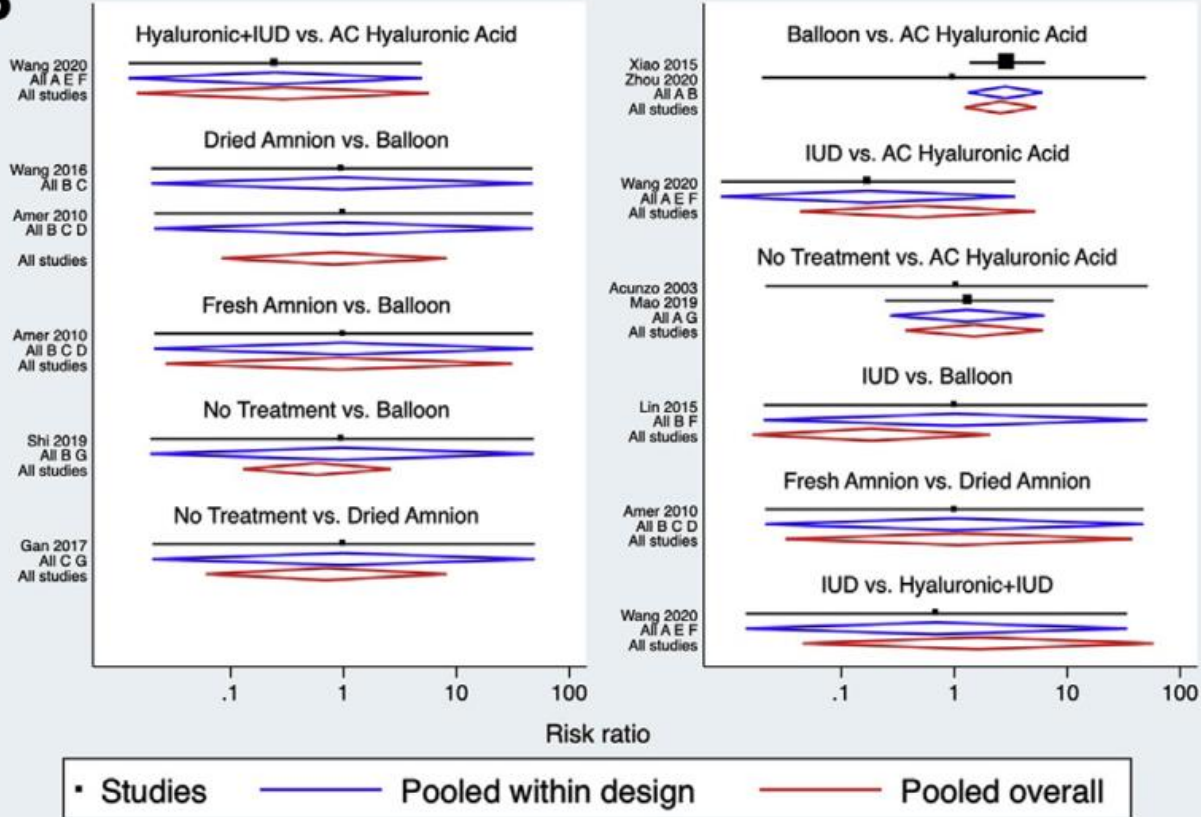 Hyaluronic+IUD vs. AC Hyaluronic Acid
Wang 2020
All A E F
All studies
Dried Amnion vs. Balloon
Wang 2016
All B C
Amer 2010
All B C D
All studies
Fresh Amnion vs. Balloon
Amer 2010
All B C D
All studies
No Treatment vs. Balloon
Shi 2019
All B G
All studies
No Treatment vs. Dried Amnion
Gan 2017
All C G
All studies
.1 1 10 100
Balloon vs. AC Hyaluronic Acid
Xiao 2015
Zhou 2020
All A B
All studies
IUD vs. AC Hyaluronic Acid
Wang 2020
All A E F
All studies
No Treatment vs. AC Hyaluronic Acid
Acunzo 2003
Mao 2019
All A G
All studies
IUD vs. Balloon
Lin 2015
All B F
All studies
Fresh Amnion vs. Dried Amnion
Amer 2010
All B C D
All studies
IUD vs. Hyaluronic+IUD
Wang 2020
All A E F
All studies
.1 1 10 100
Risk ratio
Studies Pooled within design Pooled overall